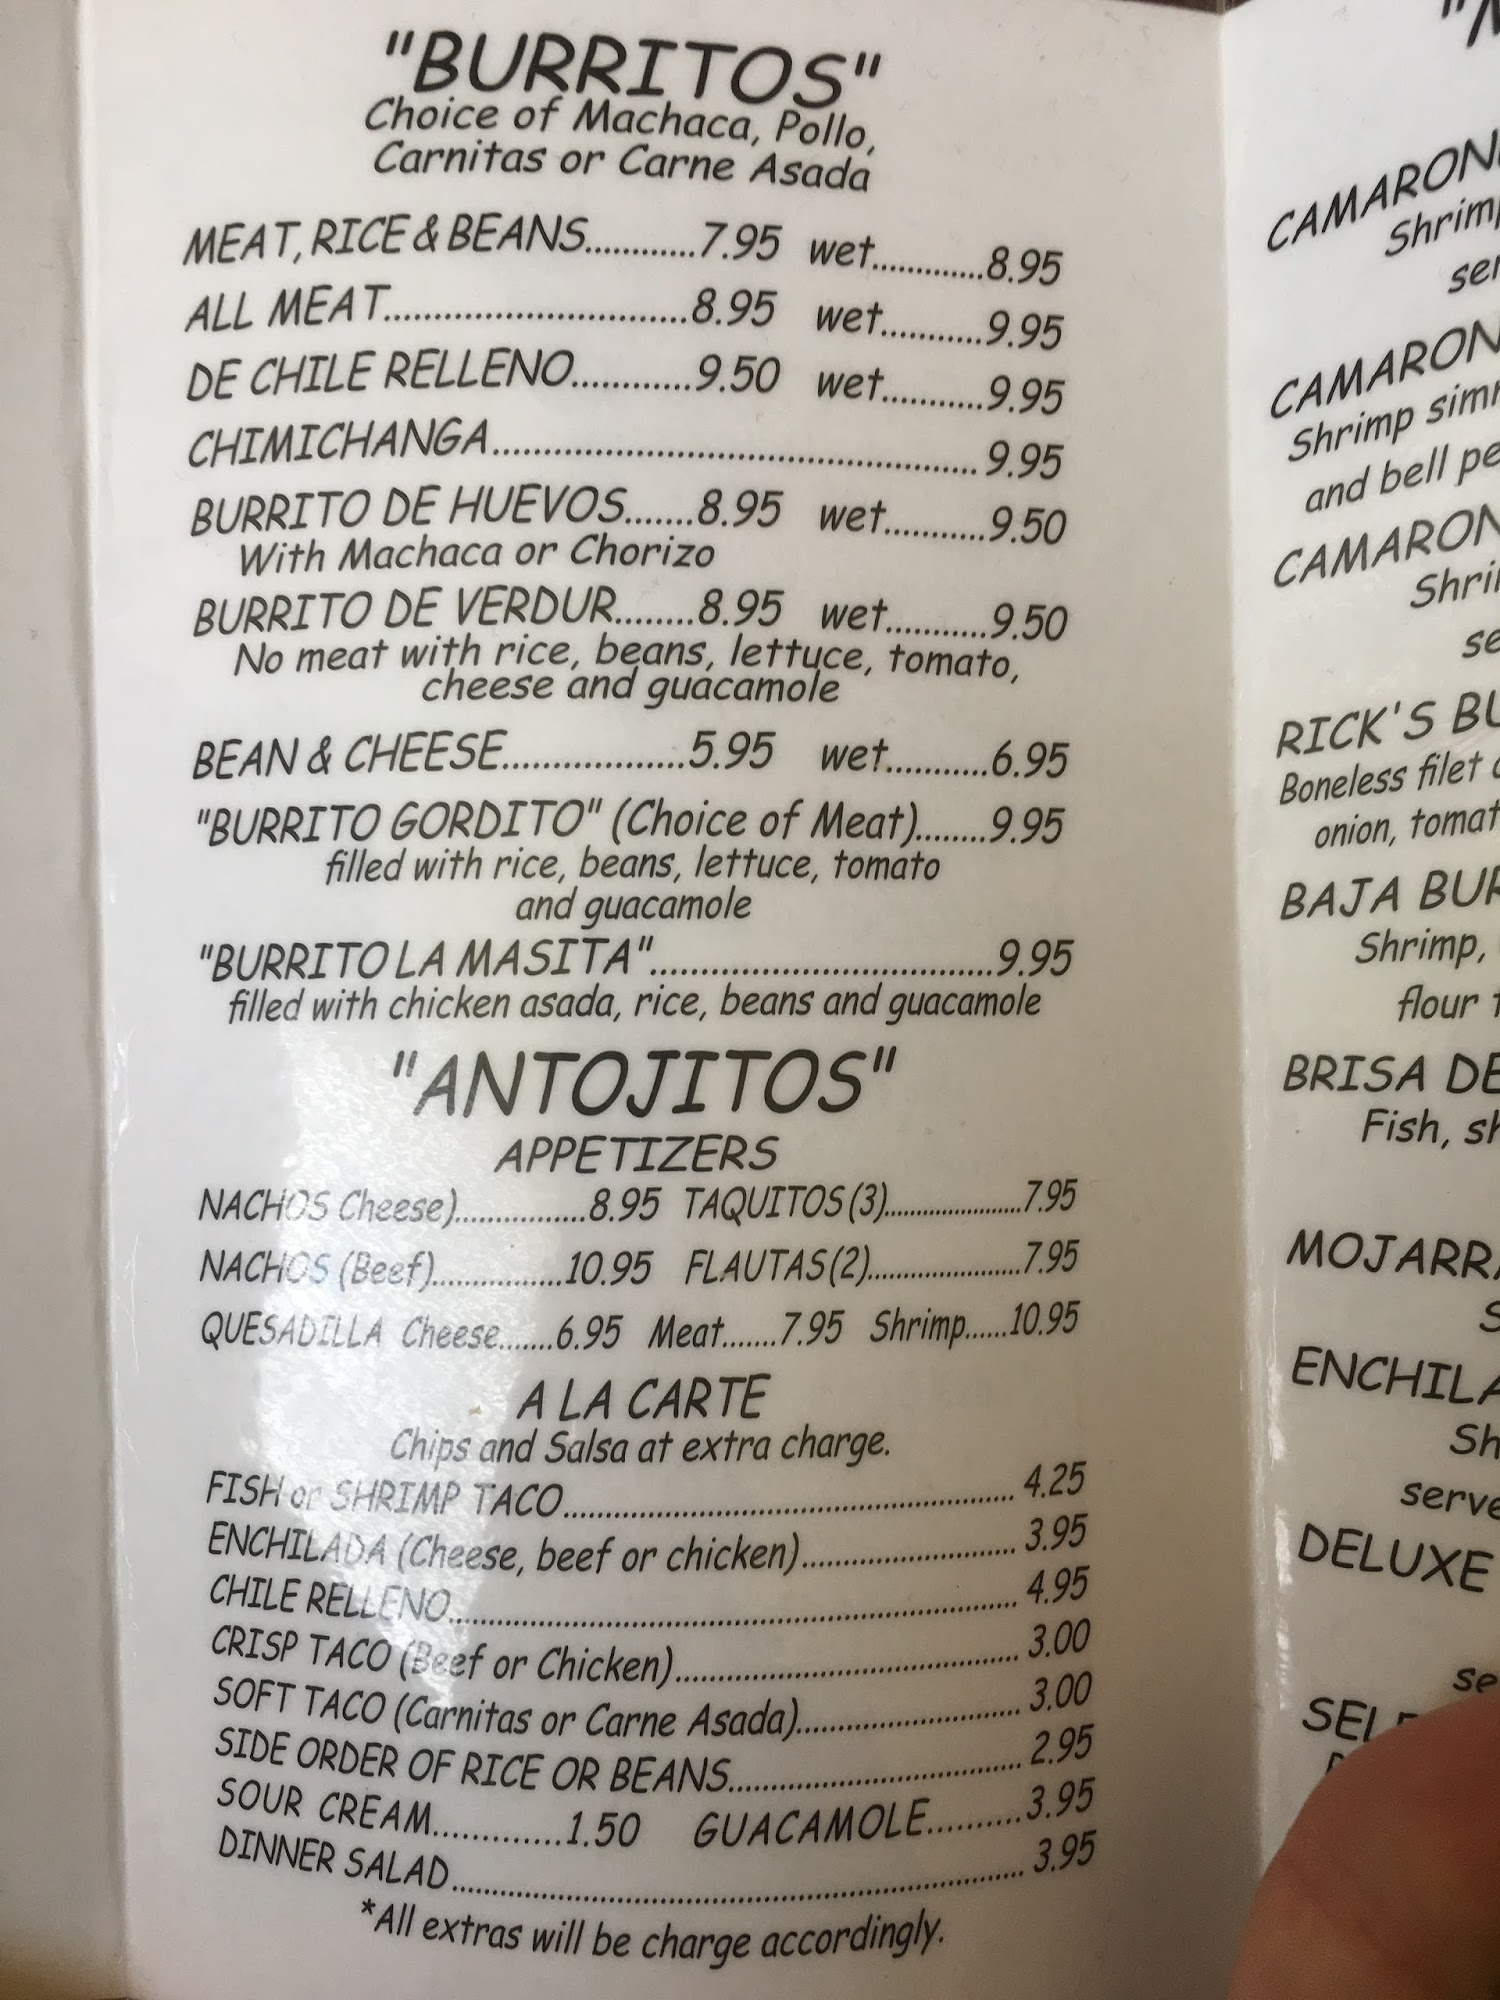 "BURRITOS"
Choice of Machaca, Pollo,
Carnitas or Carne Asada
MEAT, RICE & BEANS...........7.95 wet............8.95
ALL MEAT..............................8.95 wet..........9.95
DE CHILE RELLENO............9.50 wet..........9.95
CHIMICHANGA................................................ 9.95
BURRITO DE HUEVOS.......8.95 wet..........9.50
With Machaca or Chorizo
BURRITO DE VERDUR........8.95 wet..........9.50
No meat with rice, beans, lettuce, tomato,
cheese and guacamole
BEAN & CHEESE..................5.95 wet..........6.95
"BURRITO GORDITO" (Choice of Meat).......9.95
filled with rice, beans, lettuce, tomato
and guacamole
"BURRITO LA MASITA"..................................9.95
filled with chicken asada, rice, beans and guacamole
"ANTOJITOS"
APPETIZERS
NACHOS Cheese)................8.95 TAQUITOS (3)......................7.95
NACHOS (Beef)................10.95 FLAUTAS (2)........................7.95
QUESADILLA Cheese.......6.95 Meat.......7.95 Shrimp......10.95
A LA CARTE
Chips and Salsa at extra charge.
FISH or SHRIMP TACO.................................................... 4.25
ENCHILADA (Cheese, beef or chicken)......................... 3.95
CHILE RELLENO................................................................ 4.95
CRISP TACO (Beef or Chicken)....................................... 3.00
SOFT TACO (Carnitas or Carne Asada)......................... 3.00
SIDE ORDER OF RICE OR BEANS.................................. 2.95
SOUR CREAM.............1.50 GUACAMOLE..........3.95
DINNER SALAD................................................................ 3.95
*All extras will be charge accordingly.
Shrimp
CAMARON
Shrimp
and bell
CAMARON
RICK'S
Boneless filet
onion,
BAJA
Shrimp,
flour
BRISA
Fish,
DELUXE